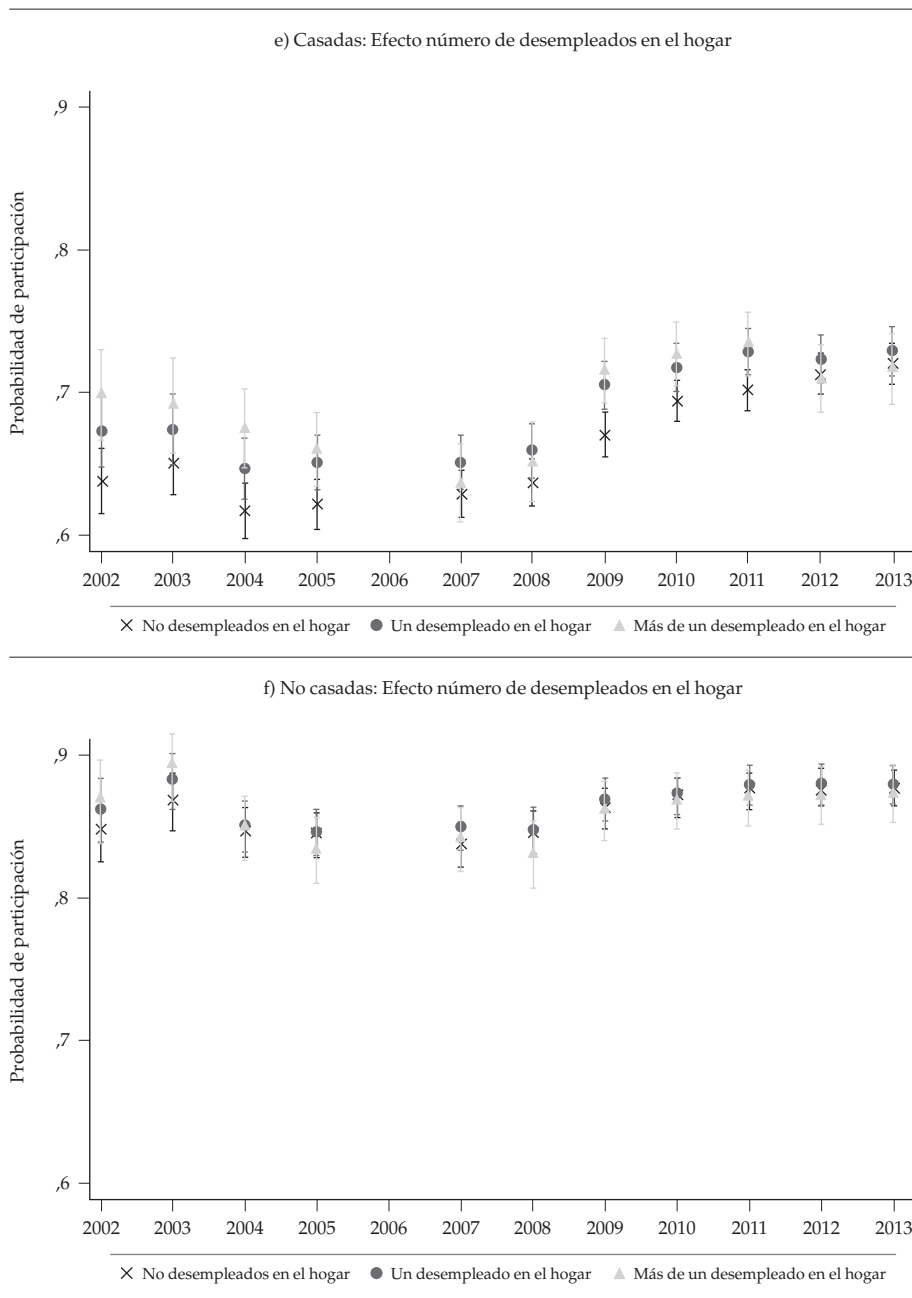 e) Casadas: Efecto número de desempleados en el hogar
Probabilidad de participación
,9
,8
,7
,6
2002 2003 2004 2005 2006 2007 2008 2009 2010 2011 2012 2013
No desempleados en el hogar Un desempleado en el hogar Más de un desempleado en el hogar
f) No casadas: Efecto número de desempleados en el hogar
Probabilidad de participación
,9
,8
,7
,6
2002 2003 2004 2005 2006 2007 2008 2009 2010 2011 2012 2013
No desempleados en el hogar Un desempleado en el hogar Más de un desempleado en el hogar